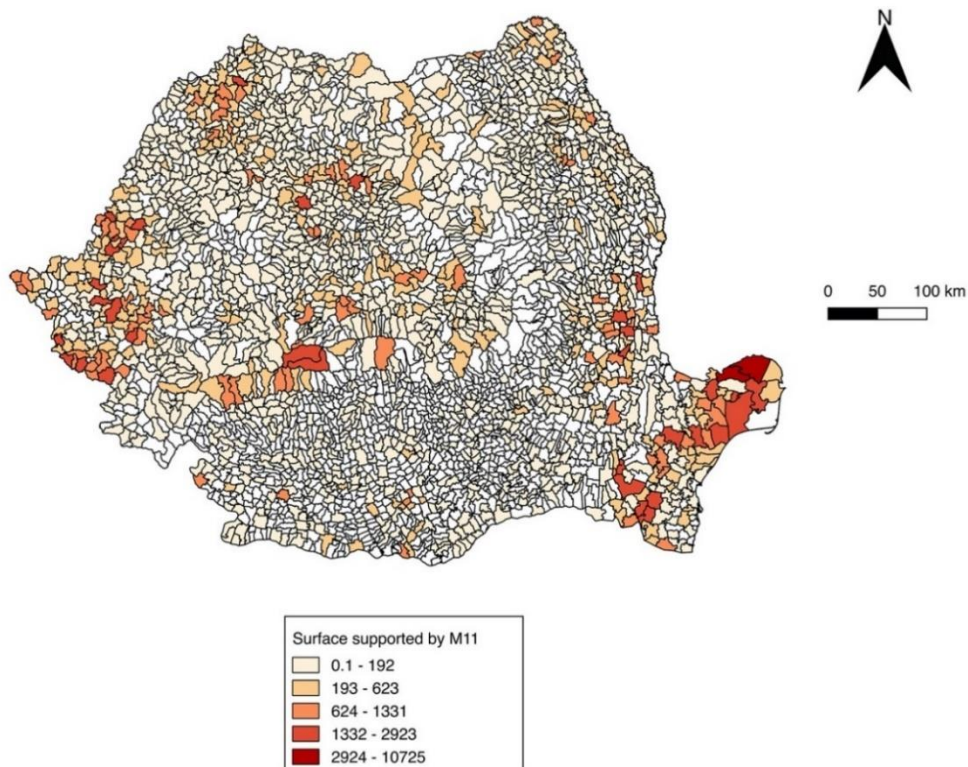 N
0 50 100 km
Surface supported by M11
0.1 - 192
193 - 623
624 - 1331
1332 - 2923
2924 - 10725